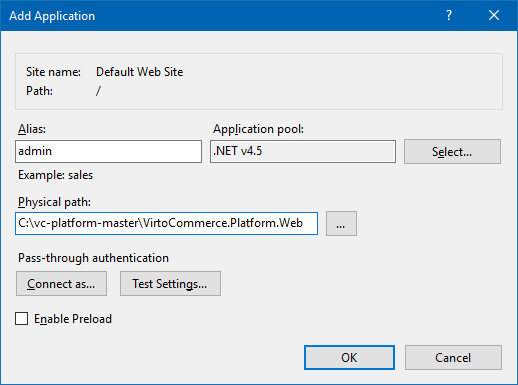 Add Application
Site name: Default Web Site
Path: /
Alias: Application pool:
admin .NET v4.5 Select...
Example: sales
Physical path:
C:\vc-platform-master\VirtoCommerce.Platform.Web ...
Pass-through authentication
Connect as... Test Settings...
Enable Preload
OK Cancel